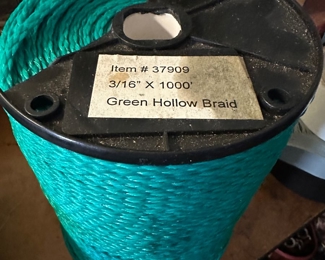 Item # 37909
3/16" X 1000'
Green Hollow Braid